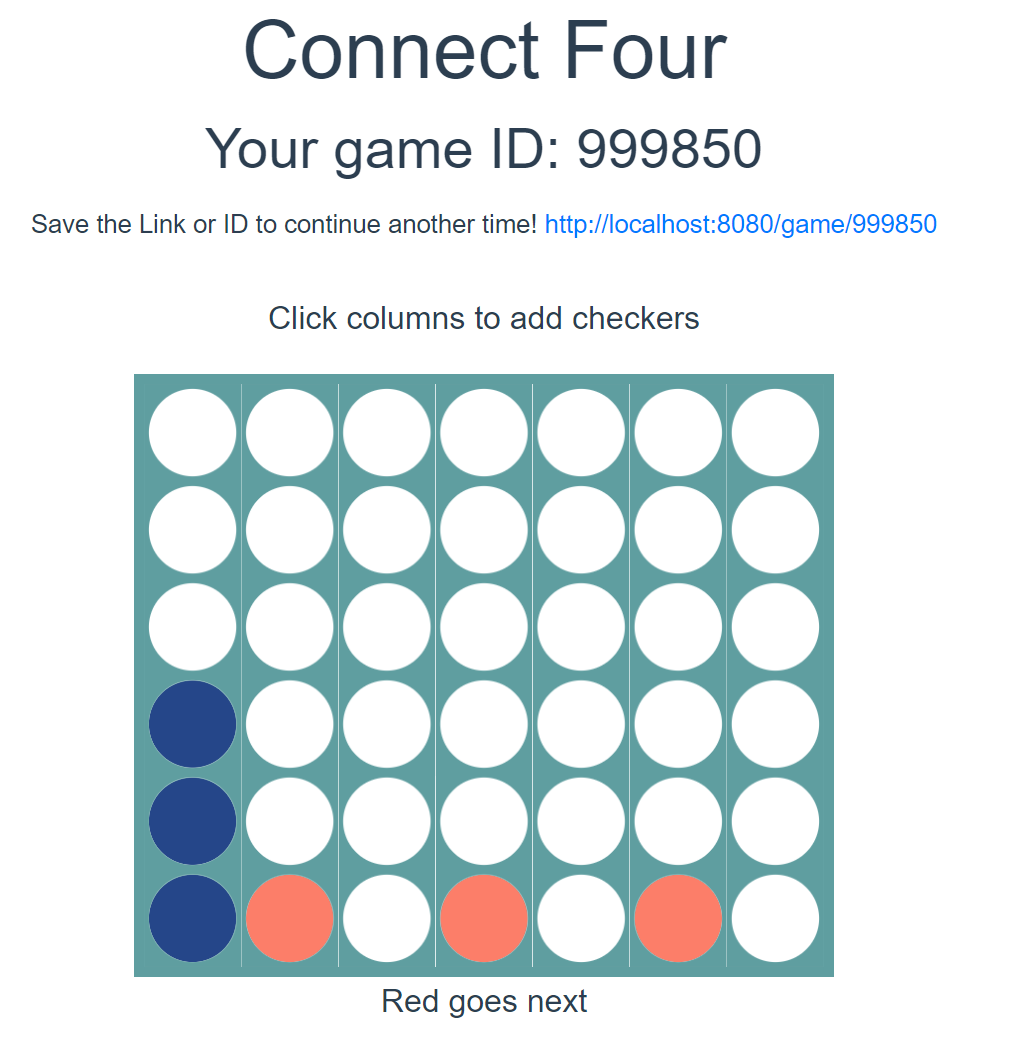 Connect Four
Your game ID: 999850
Save the Link or ID to continue another time! http://localhost:8080/game/999850
Click columns to add checkers
Red goes next